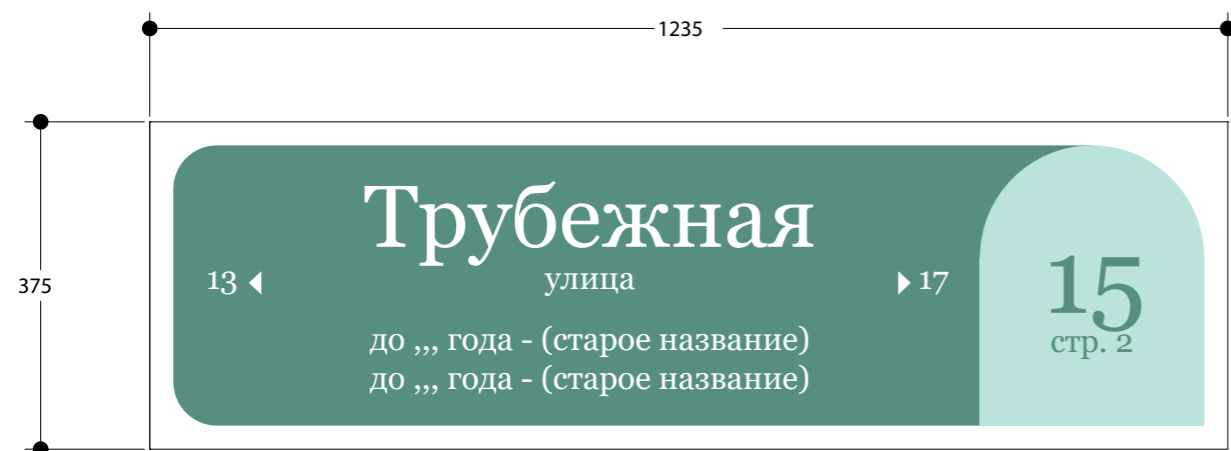 1235
375
Трубежная
13
улица
17
до ,,, года - (старое название)
до ,,, года - (старое название)
15
стр. 2